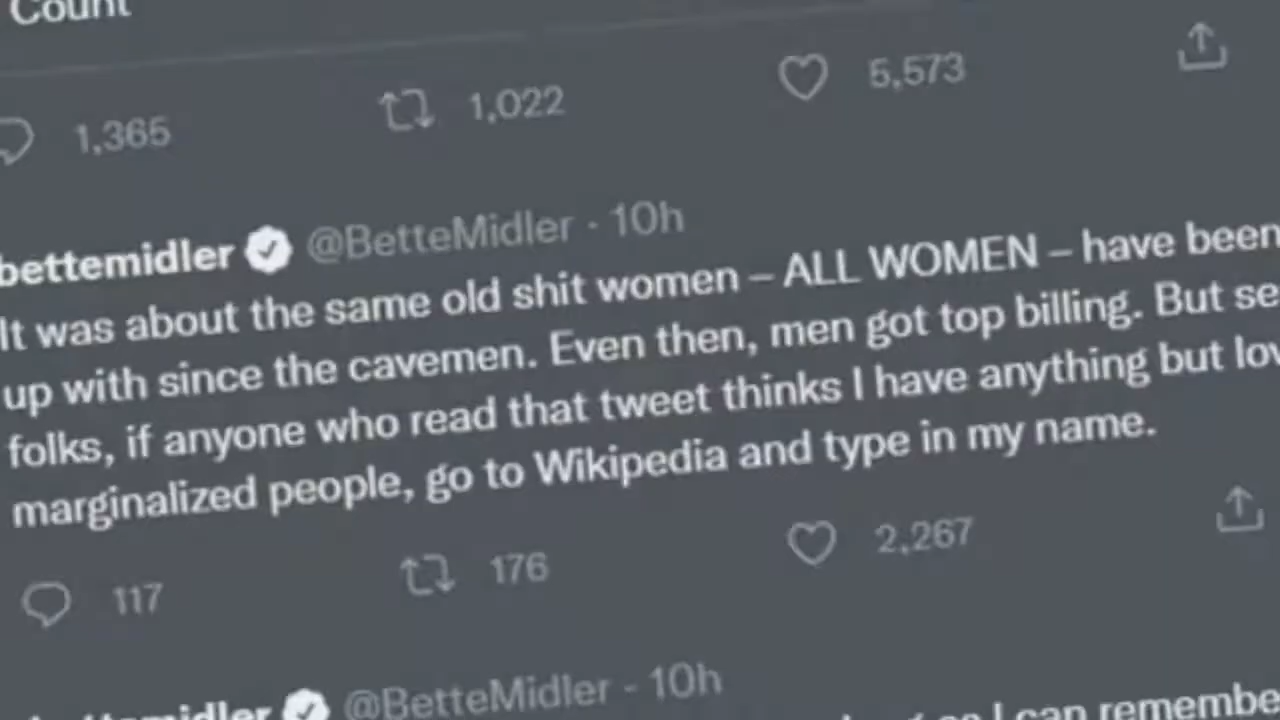 Count
1,365 1,022 5,573
bettemidler @BetteMidler · 10h
It was about the same old shit women – ALL WOMEN – have been
up with since the cavemen. Even then, men got top billing. But se
folks, if anyone who read that tweet thinks I have anything but lov
marginalized people, go to Wikipedia and type in my name.
117 176 2,267
bettemidler @BetteMidler · 10h
as I can remembe